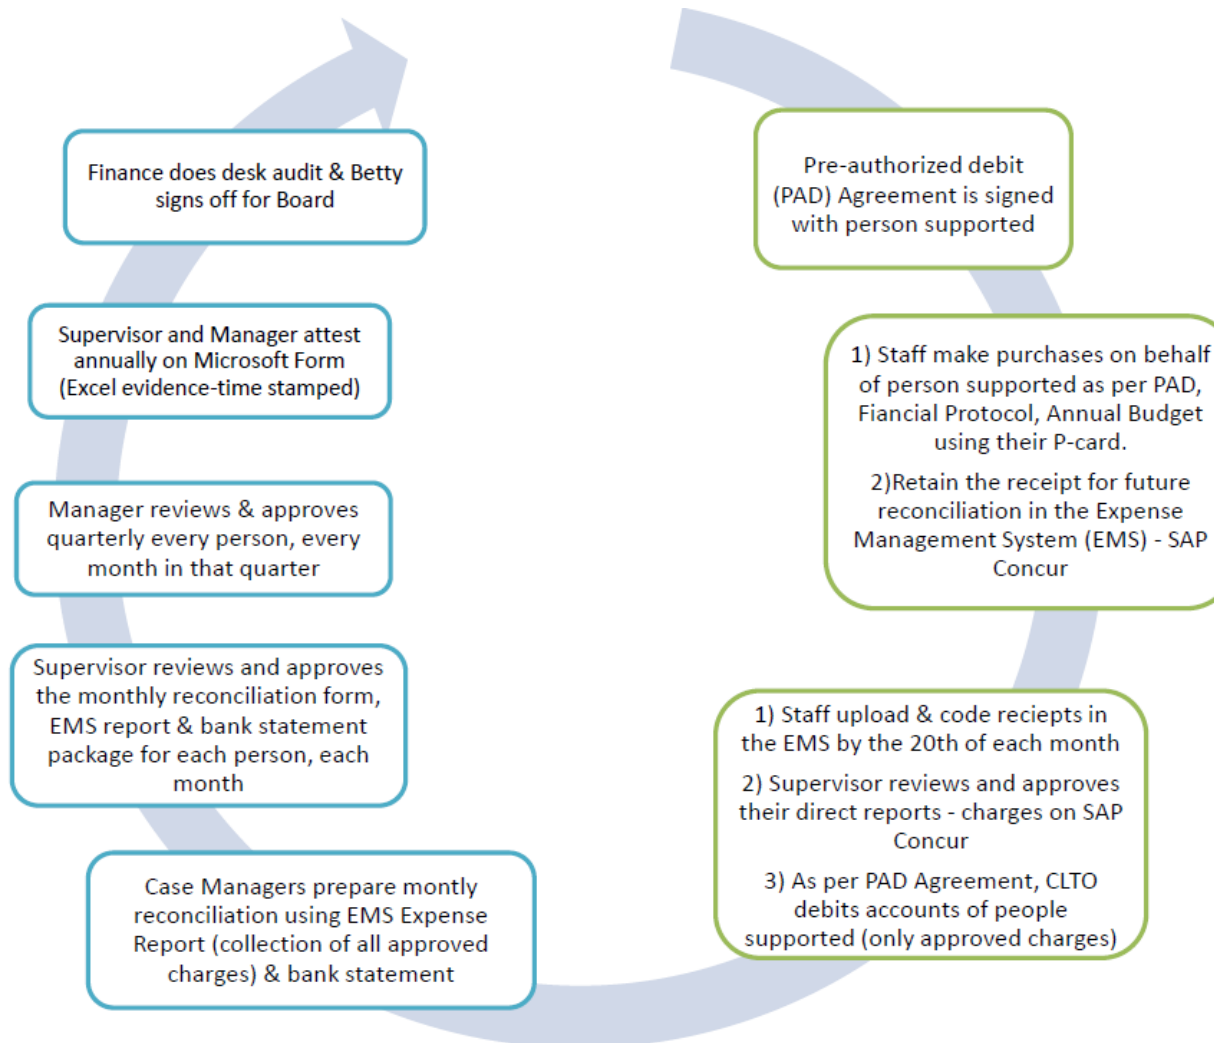 Pre-authorized debit
(PAD) Agreement is signed
with person supported
1) Staff make purchases on behalf
of person supported as per PAD,
Fiancial Protocol, Annual Budget
using their P-card.
2)Retain the receipt for future
reconciliation in the Expense
Management System (EMS) - SAP
Concur
1) Staff upload & code reciepts in
the EMS by the 20th of each month
2) Supervisor reviews and approves
their direct reports - charges on SAP
Concur
3) As per PAD Agreement, CLTO
debits accounts of people
supported (only approved charges)
Case Managers prepare montly
reconciliation using EMS Expense
Report (collection of all approved
charges) & bank statement
Supervisor reviews and approves
the monthly reconciliation form,
EMS report & bank statement
package for each person, each
month
Manager reviews & approves
quarterly every person, every
month in that quarter
Supervisor and Manager attest
annually on Microsoft Form
(Excel evidence-time stamped)
Finance does desk audit & Betty
signs off for Board